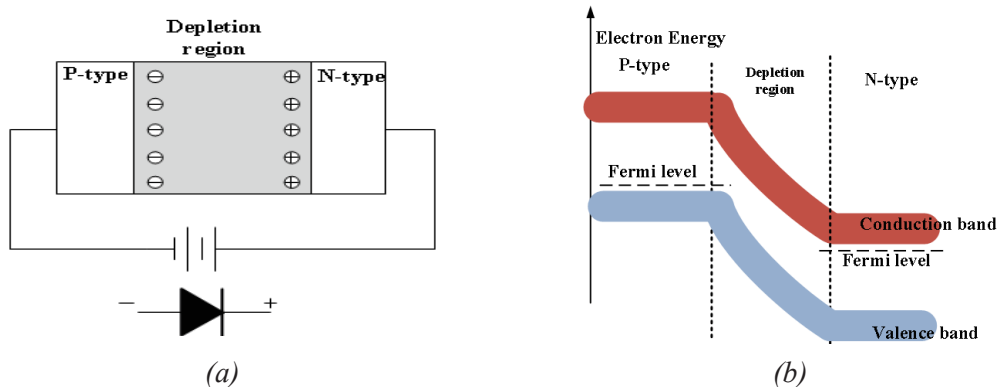 Depletion
region
P-type
N-type
− +
(a)
Electron Energy
P-type
Depletion
region
N-type
Fermi level
Conduction band
Fermi level
Valence band
(b)